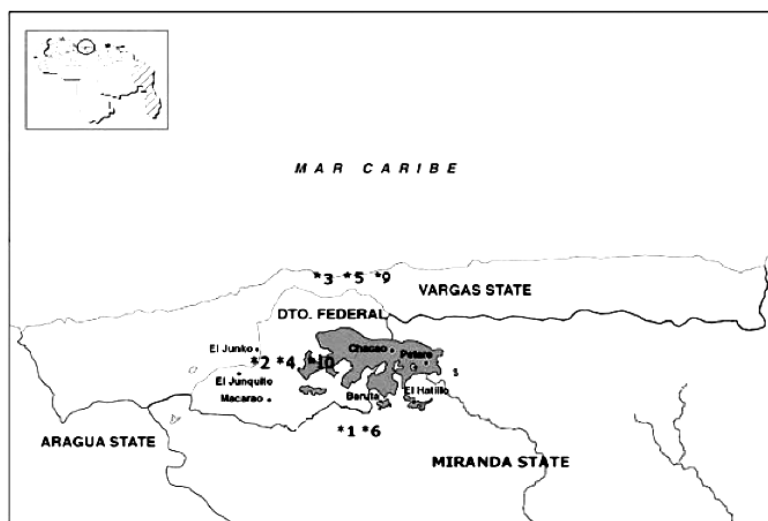 MAR CARIBE
*3 *5 *9
VARGAS STATE
DTO. FEDERAL
El Junko
Chacao
Petare
*2 *4 *10
El Junquito
Macarao
Baruta
El Hatillo
*1 *6
ARAGUA STATE
MIRANDA STATE